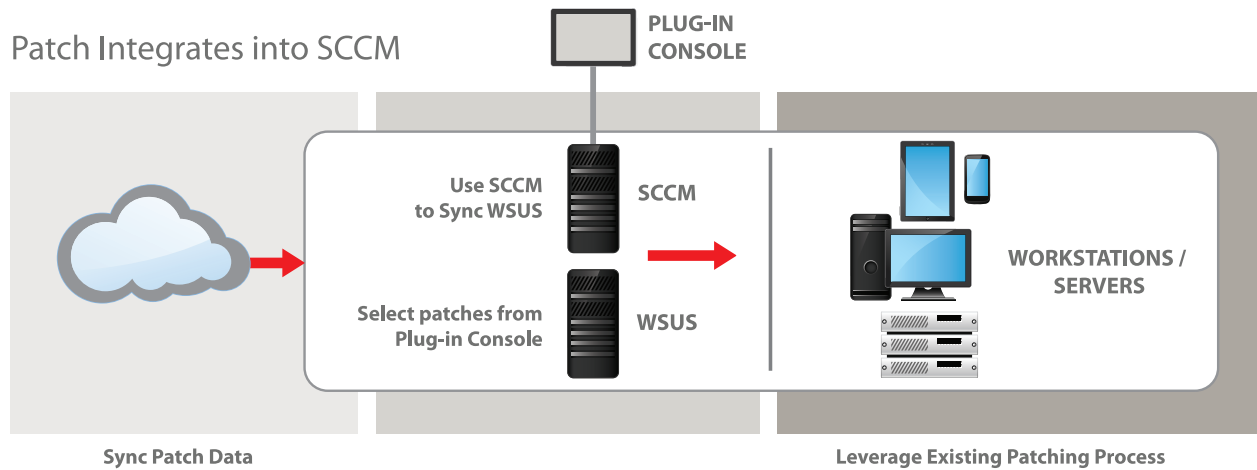 Patch Integrates into SCCM
PLUG-IN
CONSOLE
Use SCCM
to Sync WSUS
SCCM
Select patches from
Plug-in Console
WSUS
WORKSTATIONS /
SERVERS
Sync Patch Data
Leverage Existing Patching Process